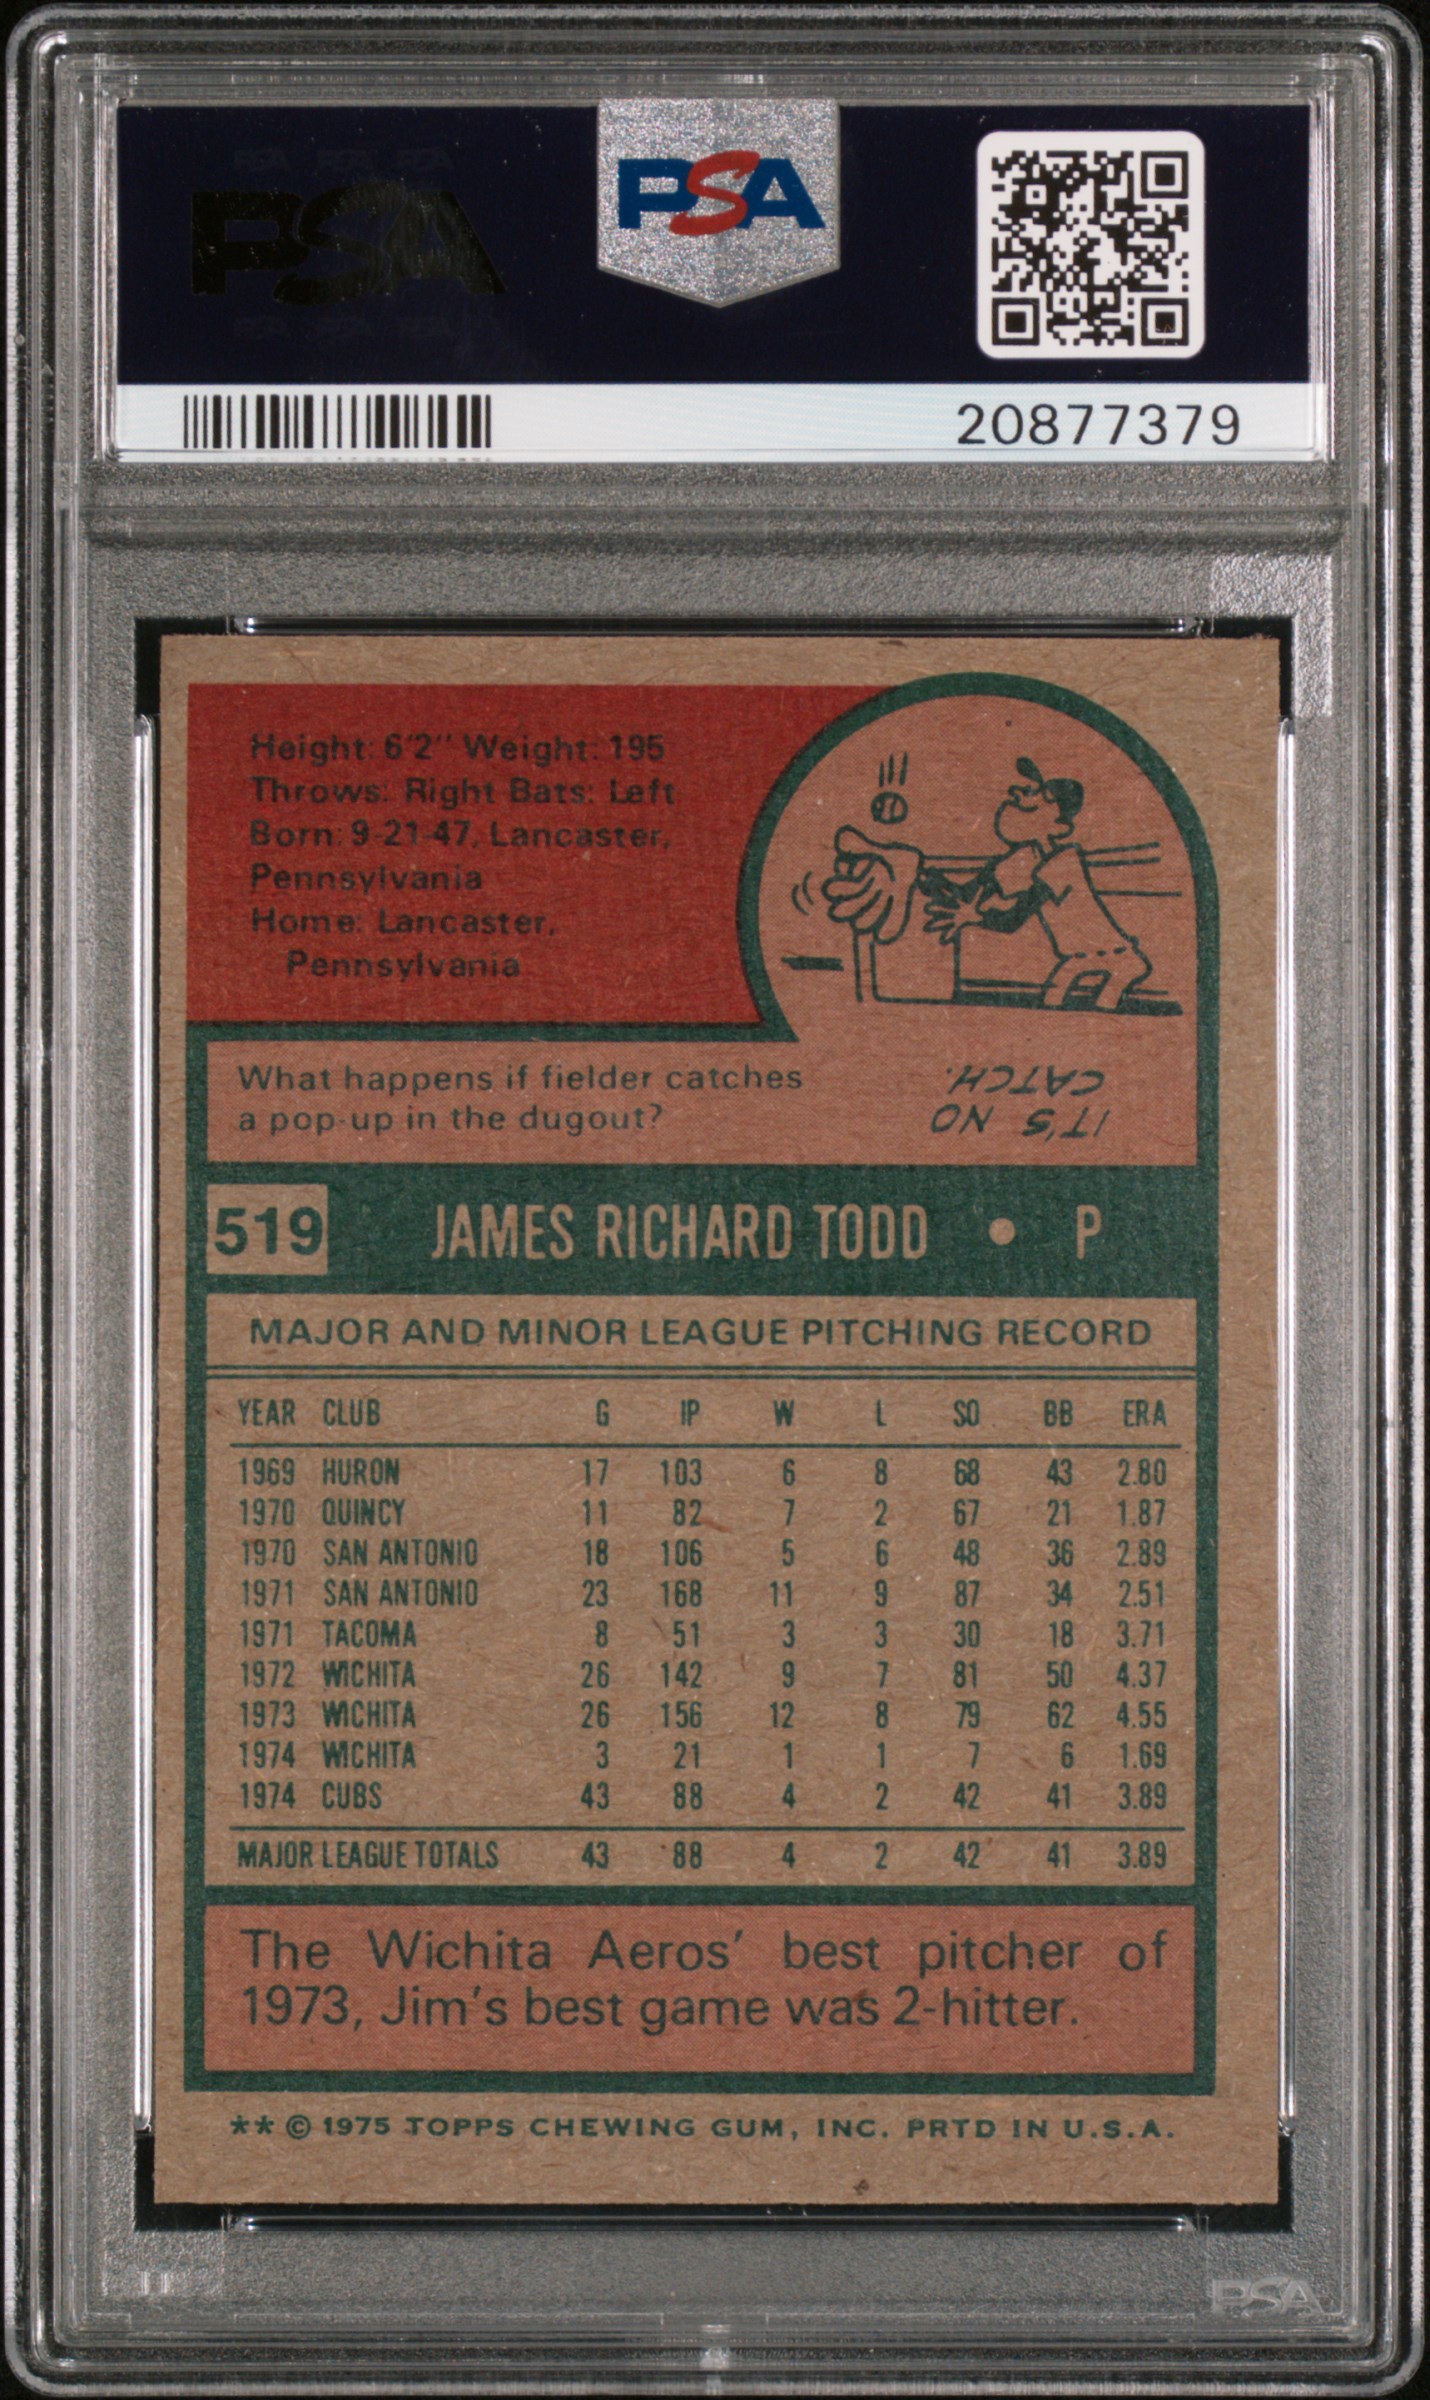 PSA PSA PSA
PSA
PSA PSA PSA
PSA
20877379
Height: 6'2" Weight: 195
Throws: Right Bats: Left
Born: 9-21-47, Lancaster,
Pennsylvania
Home: Lancaster,
Pennsylvania
What happens if fielder catches
a pop-up in the dugout?
IT'S NO
CATCH.
519 JAMES RICHARD TODD • P
MAJOR AND MINOR LEAGUE PITCHING RECORD
YEAR CLUB G IP W L SO BB ERA
1969 HURON 17 103 6 8 68 43 2.80
1970 QUINCY 11 82 7 2 67 21 1.87
1970 SAN ANTONIO 18 106 5 6 48 36 2.89
1971 SAN ANTONIO 23 168 11 9 87 34 2.51
1971 TACOMA 8 51 3 3 30 18 3.71
1972 WICHITA 26 142 9 7 81 50 4.37
1973 WICHITA 26 156 12 8 79 62 4.55
1974 WICHITA 3 21 1 1 7 6 1.69
1974 CUBS 43 88 4 2 42 41 3.89
MAJOR LEAGUE TOTALS 43 88 4 2 42 41 3.89
The Wichita Aeros' best pitcher of
1973, Jim's best game was 2-hitter.
** © 1975 TOPPS CHEWING GUM, INC. PRTD IN U.S.A.
PSA